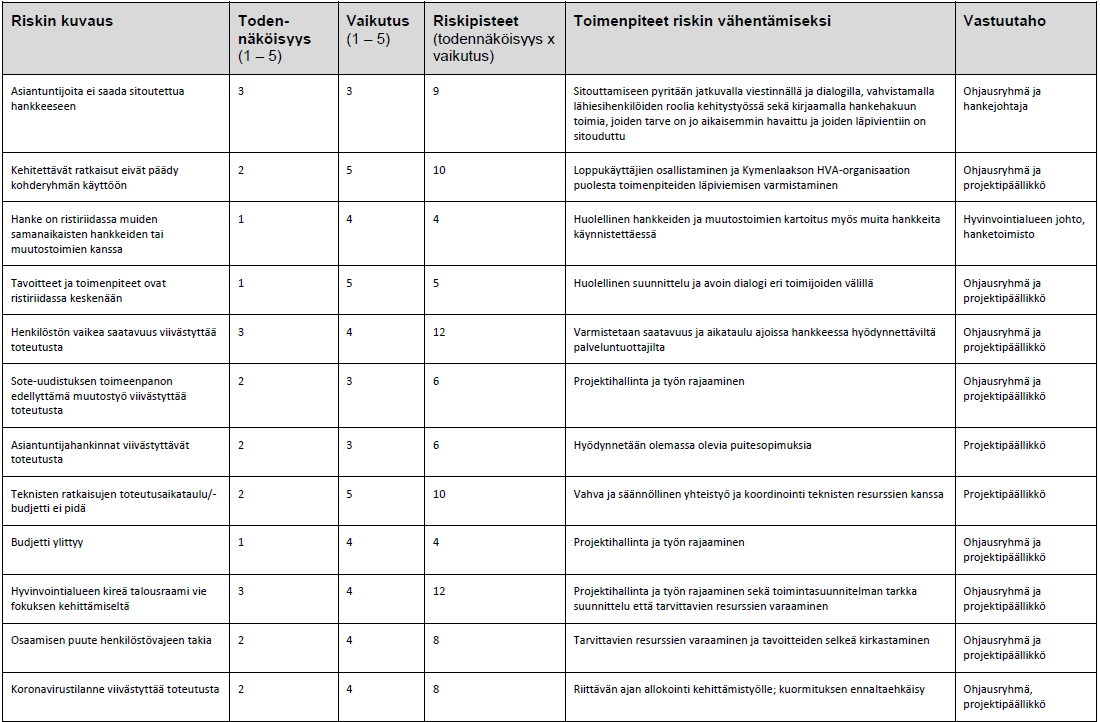 Riskin kuvaus
Toden-
näköisyys
(1 – 5)
Vaikutus
(1 – 5)
Riskipisteet
(todennäköisyys x
vaikutus)
Toimenpiteet riskin vähentämiseksi
Vastuutaho
Asiantuntijoita ei saada sitoutettua
hankkeeseen
3
3
9
Sitouttamiseen pyritään jatkuvalla viestinnällä ja dialogilla, vahvistamalla
lähiesihenkilöiden roolia kehitystyössä sekä kirjaamalla hankehakuun
toimia, joiden tarve on jo aikaisemmin havaittu ja joiden läpivientiin on
sitouduttu
Ohjausryhmä ja
hankejohtaja
Kehitettävät ratkaisut eivät päädy
kohderyhmän käyttöön
2
5
10
Loppukäyttäjien osallistaminen ja Kymenlaakson HVA-organisaation
puolesta toimenpiteiden läpiviemisen varmistaminen
Ohjausryhmä ja
projektipäällikkö
Hanke on ristiriidassa muiden
samanaikaisten hankkeiden tai
muutostoimien kanssa
1
4
4
Huolellinen hankkeiden ja muutostoimien kartoitus myös muita hankkeita
käynnistettäessä
Hyvinvointialueen johto,
hanketoimisto
Tavoitteet ja toimenpiteet ovat
ristiriidassa keskenään
1
5
5
Huolellinen suunnittelu ja avoin dialogi eri toimijoiden välillä
Ohjausryhmä ja
projektipäällikkö
Henkilöstön vaikea saatavuus viivästyttää
toteutusta
3
4
12
Varmistetaan saatavuus ja aikataulu ajoissa hankkeessa hyödynnettäviltä
palveluntuottajilta
Ohjausryhmä ja
projektipäällikkö
Sote-uudistuksen toimeenpanon
edellyttämä muutostyö viivästyttää
toteutusta
2
3
6
Projektihallinta ja työn rajaaminen
Ohjausryhmä ja
projektipäällikkö
Asiantuntijahankinnat viivästyttävät
toteutusta
2
3
6
Hyödynnetään olemassa olevia puitesopimuksia
Projektipäällikkö
Teknisten ratkaisujen toteutusaikataulu/-
budjetti ei pidä
2
5
10
Vahva ja säännöllinen yhteistyö ja koordinointi teknisten resurssien kanssa
Projektipäällikkö
Budjetti ylittyy
1
4
4
Projektihallinta ja työn rajaaminen
Ohjausryhmä ja
projektipäällikkö
Hyvinvointialueen kireä talousraami vie
fokuksen kehittämiseltä
3
4
12
Projektihallinta ja työn rajaaminen sekä toimintasuunnitelman tarkka
suunnittelu että tarvittavien resurssien varaaminen
Ohjausryhmä ja
projektipäällikkö
Osaamisen puute henkilöstövajeen takia
2
4
8
Tarvittavien resurssien varaaminen ja tavoitteiden selkeä kirkastaminen
Ohjausryhmä ja
projektipäällikkö
Koronavirustilanne viivästyttää toteutusta
2
4
8
Riittävän ajan allokointi kehittämistyölle; kuormituksen ennaltaehkäisy
Ohjausryhmä,
projektipäällikkö